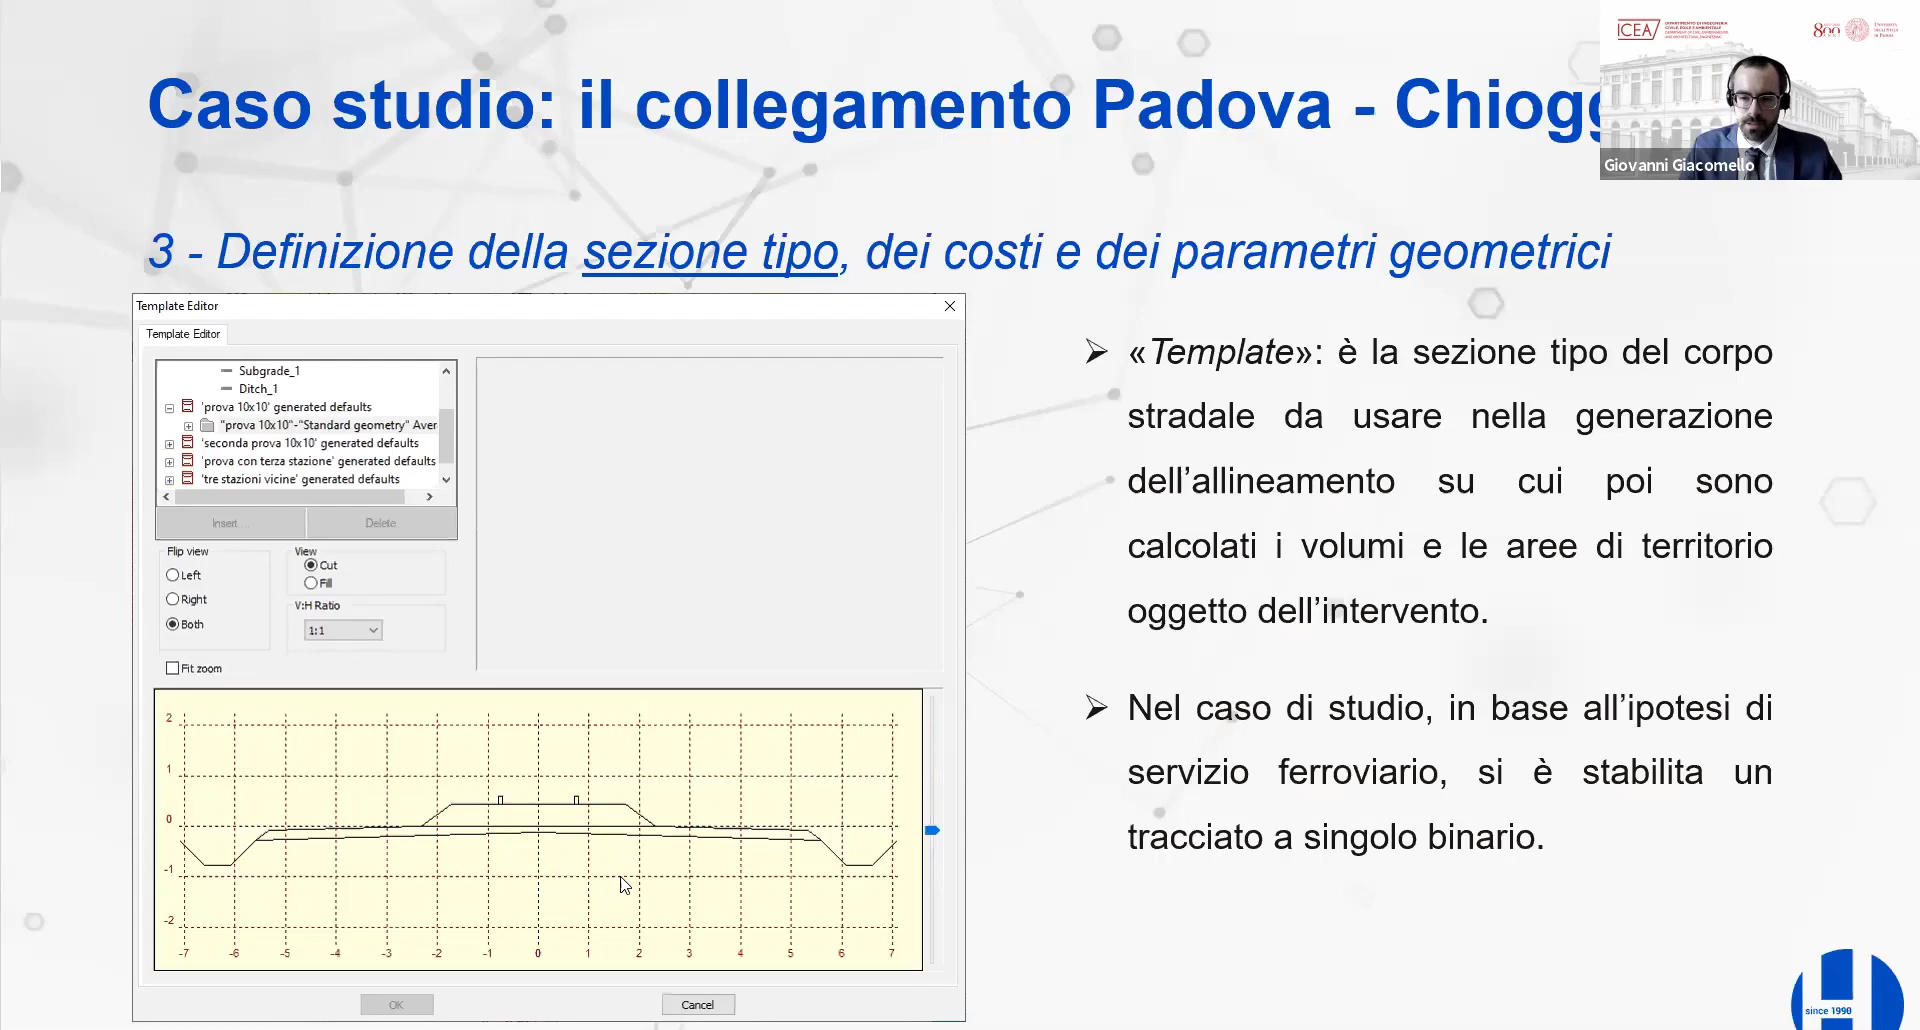 Caso studio: il collegamento Padova - Chiogg
ICEA
800
Giovanni Giacomello
3 - Definizione della sezione tipo, dei costi e dei parametri geometrici
Template Editor
Template Editor
Subgrade_1
Ditch_1
'prova 10x10' generated defaults
"prova 10x10"-"Standard geometry" Aver
'seconda prova 10x10' generated defaults
'prova con terza stazione' generated defaults
'tre stazioni vicine' generated defaults
Insert...
Delete
Flip view
Left
Right
Both
View
Cut
Fill
V:H Ratio
1:1
Fit zoom
2
1
0
-1
-2
-7 -6 -5 -4 -3 -2 -1 0 1 2 3 4 5 6 7
OK
Cancel
«Template»: è la sezione tipo del corpo
stradale da usare nella generazione
dell'allineamento su cui poi sono
calcolati i volumi e le aree di territorio
oggetto dell'intervento.
Nel caso di studio, in base all'ipotesi di
servizio ferroviario, si è stabilita un
tracciato a singolo binario.
since 1990